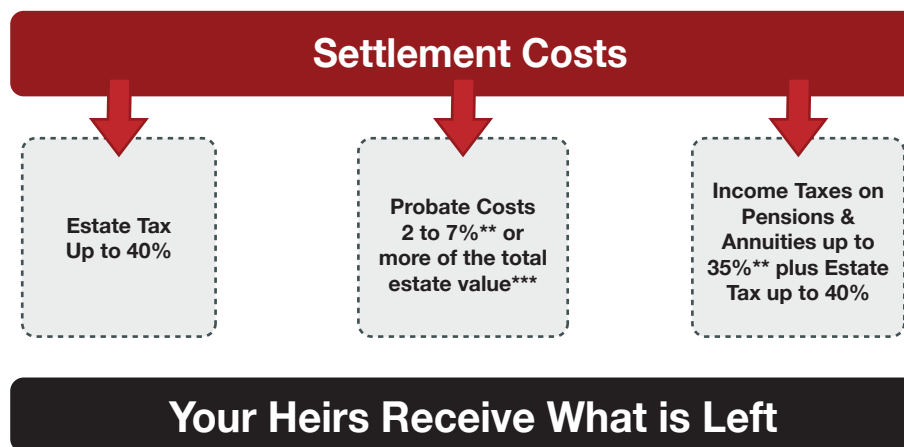 Settlement Costs
Estate Tax
Up to 40%
Probate Costs
2 to 7%** or
more of the total
estate value***
Income Taxes on
Pensions &
Annuities up to
35%** plus Estate
Tax up to 40%
Your Heirs Receive What is Left